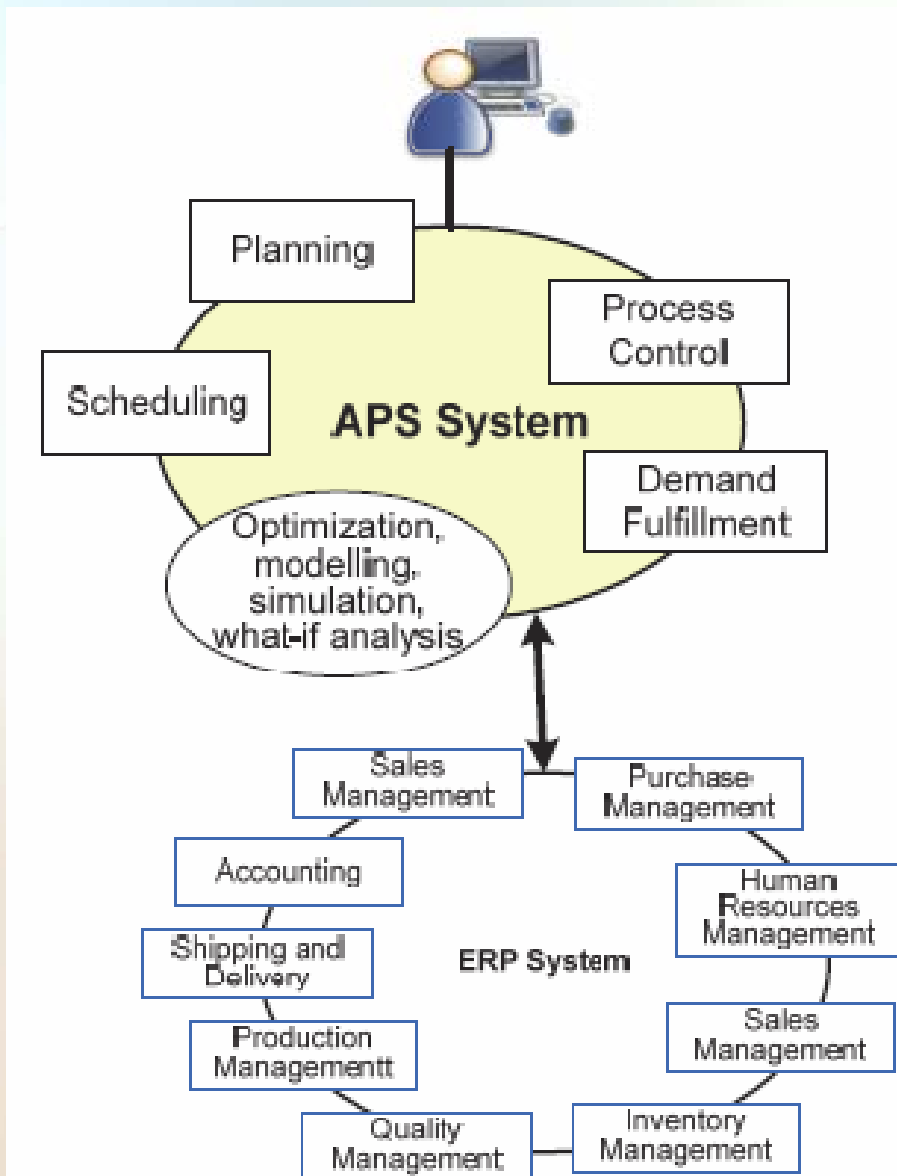 Planning
Process
Control
Scheduling
APS System
Demand
Fulfillment
Optimization,
modelling,
simulation,
what-if analysis
Sales
Management
Purchase
Management
Accounting
Human
Resources
Management
Shipping and
Delivery
ERP System
Production
Managementt
Sales
Management
Quality
Management
Inventory
Management